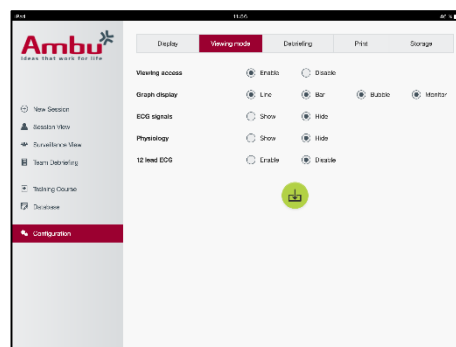 iPad 11:56
Ambu
Ideas that work for life
Display Viewing mode Debriefing Print Storage
Viewing access Enable Disable
Graph display Line Bar Bubble Monitor
ECG signals Show Hide
Physiology Show Hide
12 lead ECG Enable Disable
New Session
Session View
Surveillance View
Team Debriefing
Training Course
Database
Configuration